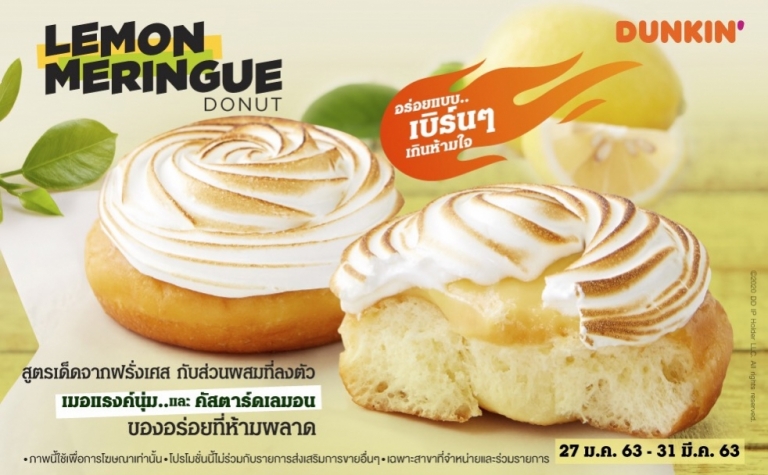 LEMON
MERINGUE
DONUT
DUNKIN'
อร่อยแบบ..
เบิร์นๆ
เกินห้ามใจ
สูตรเด็ดจากฝรั่งเศส กับส่วนผสมที่ลงตัว
เมอแรงค์นุ่ม..และ คัสตาร์ดเลมอน
ของอร่อยที่ห้ามพลาด
•ภาพนี้ใช้เพื่อการโฆษณาเท่านั้น •โปรโมชั่นนี้ไม่ร่วมกับรายการส่งเสริมการขายอื่นๆ •เฉพาะสาขาที่จำหน่ายและร่วมรายการ
27 ม.ค. 63 - 31 มี.ค. 63
©2020 DD IP Holder LLC. All rights reserved.